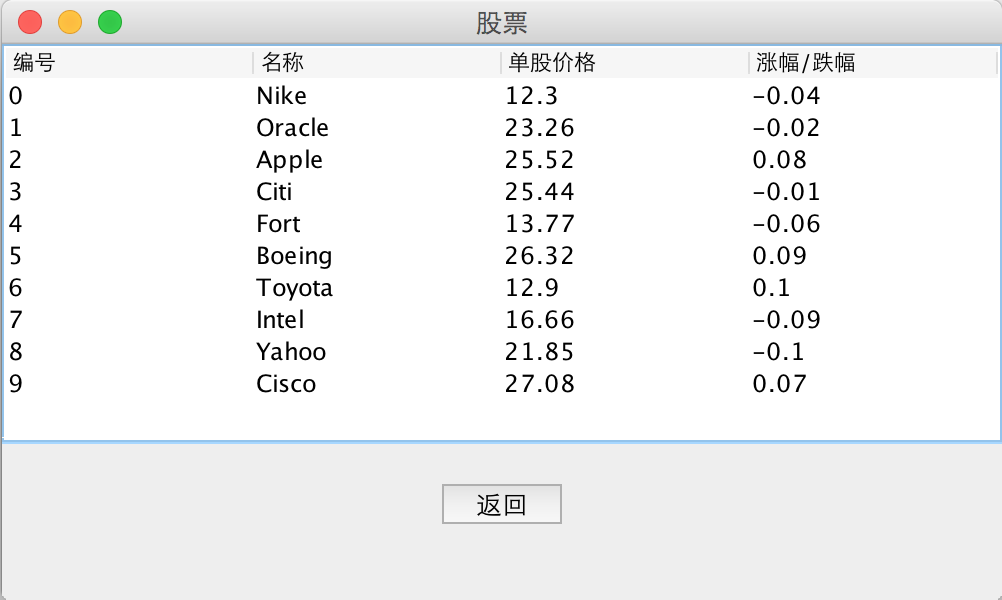 股票
编号 名称 单股价格 涨幅/跌幅
0 Nike 12.3 -0.04
1 Oracle 23.26 -0.02
2 Apple 25.52 0.08
3 Citi 25.44 -0.01
4 Fort 13.77 -0.06
5 Boeing 26.32 0.09
6 Toyota 12.9 0.1
7 Intel 16.66 -0.09
8 Yahoo 21.85 -0.1
9 Cisco 27.08 0.07
返回